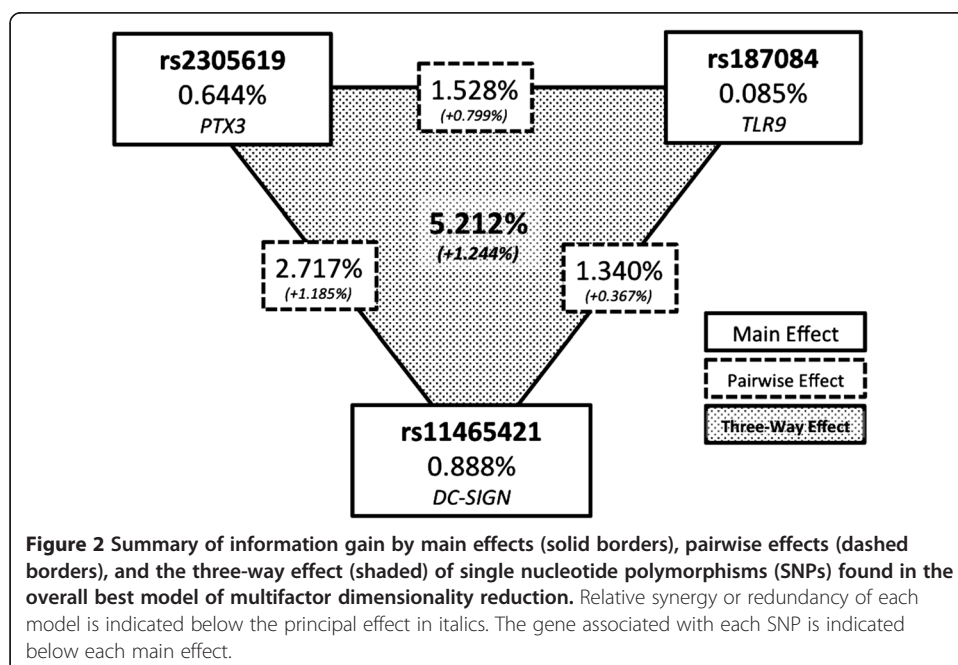 rs2305619
0.644%
PTX3
1.528%
(+0.799%)
rs187084
0.085%
TLR9
5.212%
(+1.244%)
2.717%
(+1.185%)
1.340%
(+0.367%)
rs11465421
0.888%
DC-SIGN
Main Effect
Pairwise Effect
Three-Way Effect
Figure 2 Summary of information gain by main effects (solid borders), pairwise effects (dashed
borders), and the three-way effect (shaded) of single nucleotide polymorphisms (SNPs) found in the
overall best model of multifactor dimensionality reduction. Relative synergy or redundancy of each
model is indicated below the principal effect in italics. The gene associated with each SNP is indicated
below each main effect.